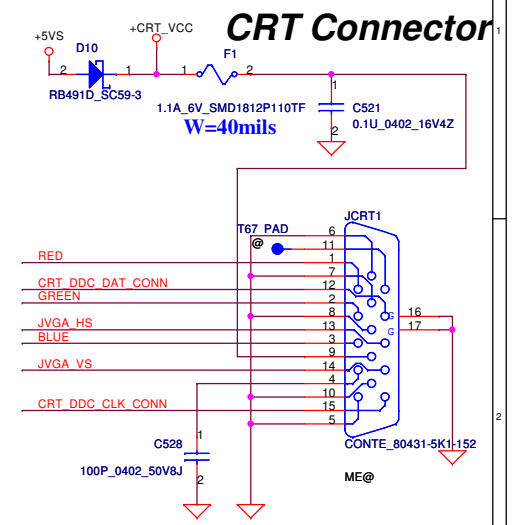 CRT Connector
1
+5VS
D10
+CRT_VCC
F1
2
1
1
2
1
RB491D_SC59-3
1.1A_6V_SMD1812P110TF
C521
0.1U_0402_16V4Z
W=40mils
2
JCRT1
T67 PAD
@
6
11
RED
1
7
CRT_DDC_DAT_CONN
12
GREEN
2
8
G
16
JVGA_HS
13
G
17
BLUE
3
9
JVGA_VS
14
4
10
CRT_DDC_CLK_CONN
15
5
2
C528
1
CONTE_80431-5K1-152
100P_0402_50V8J
2
ME@